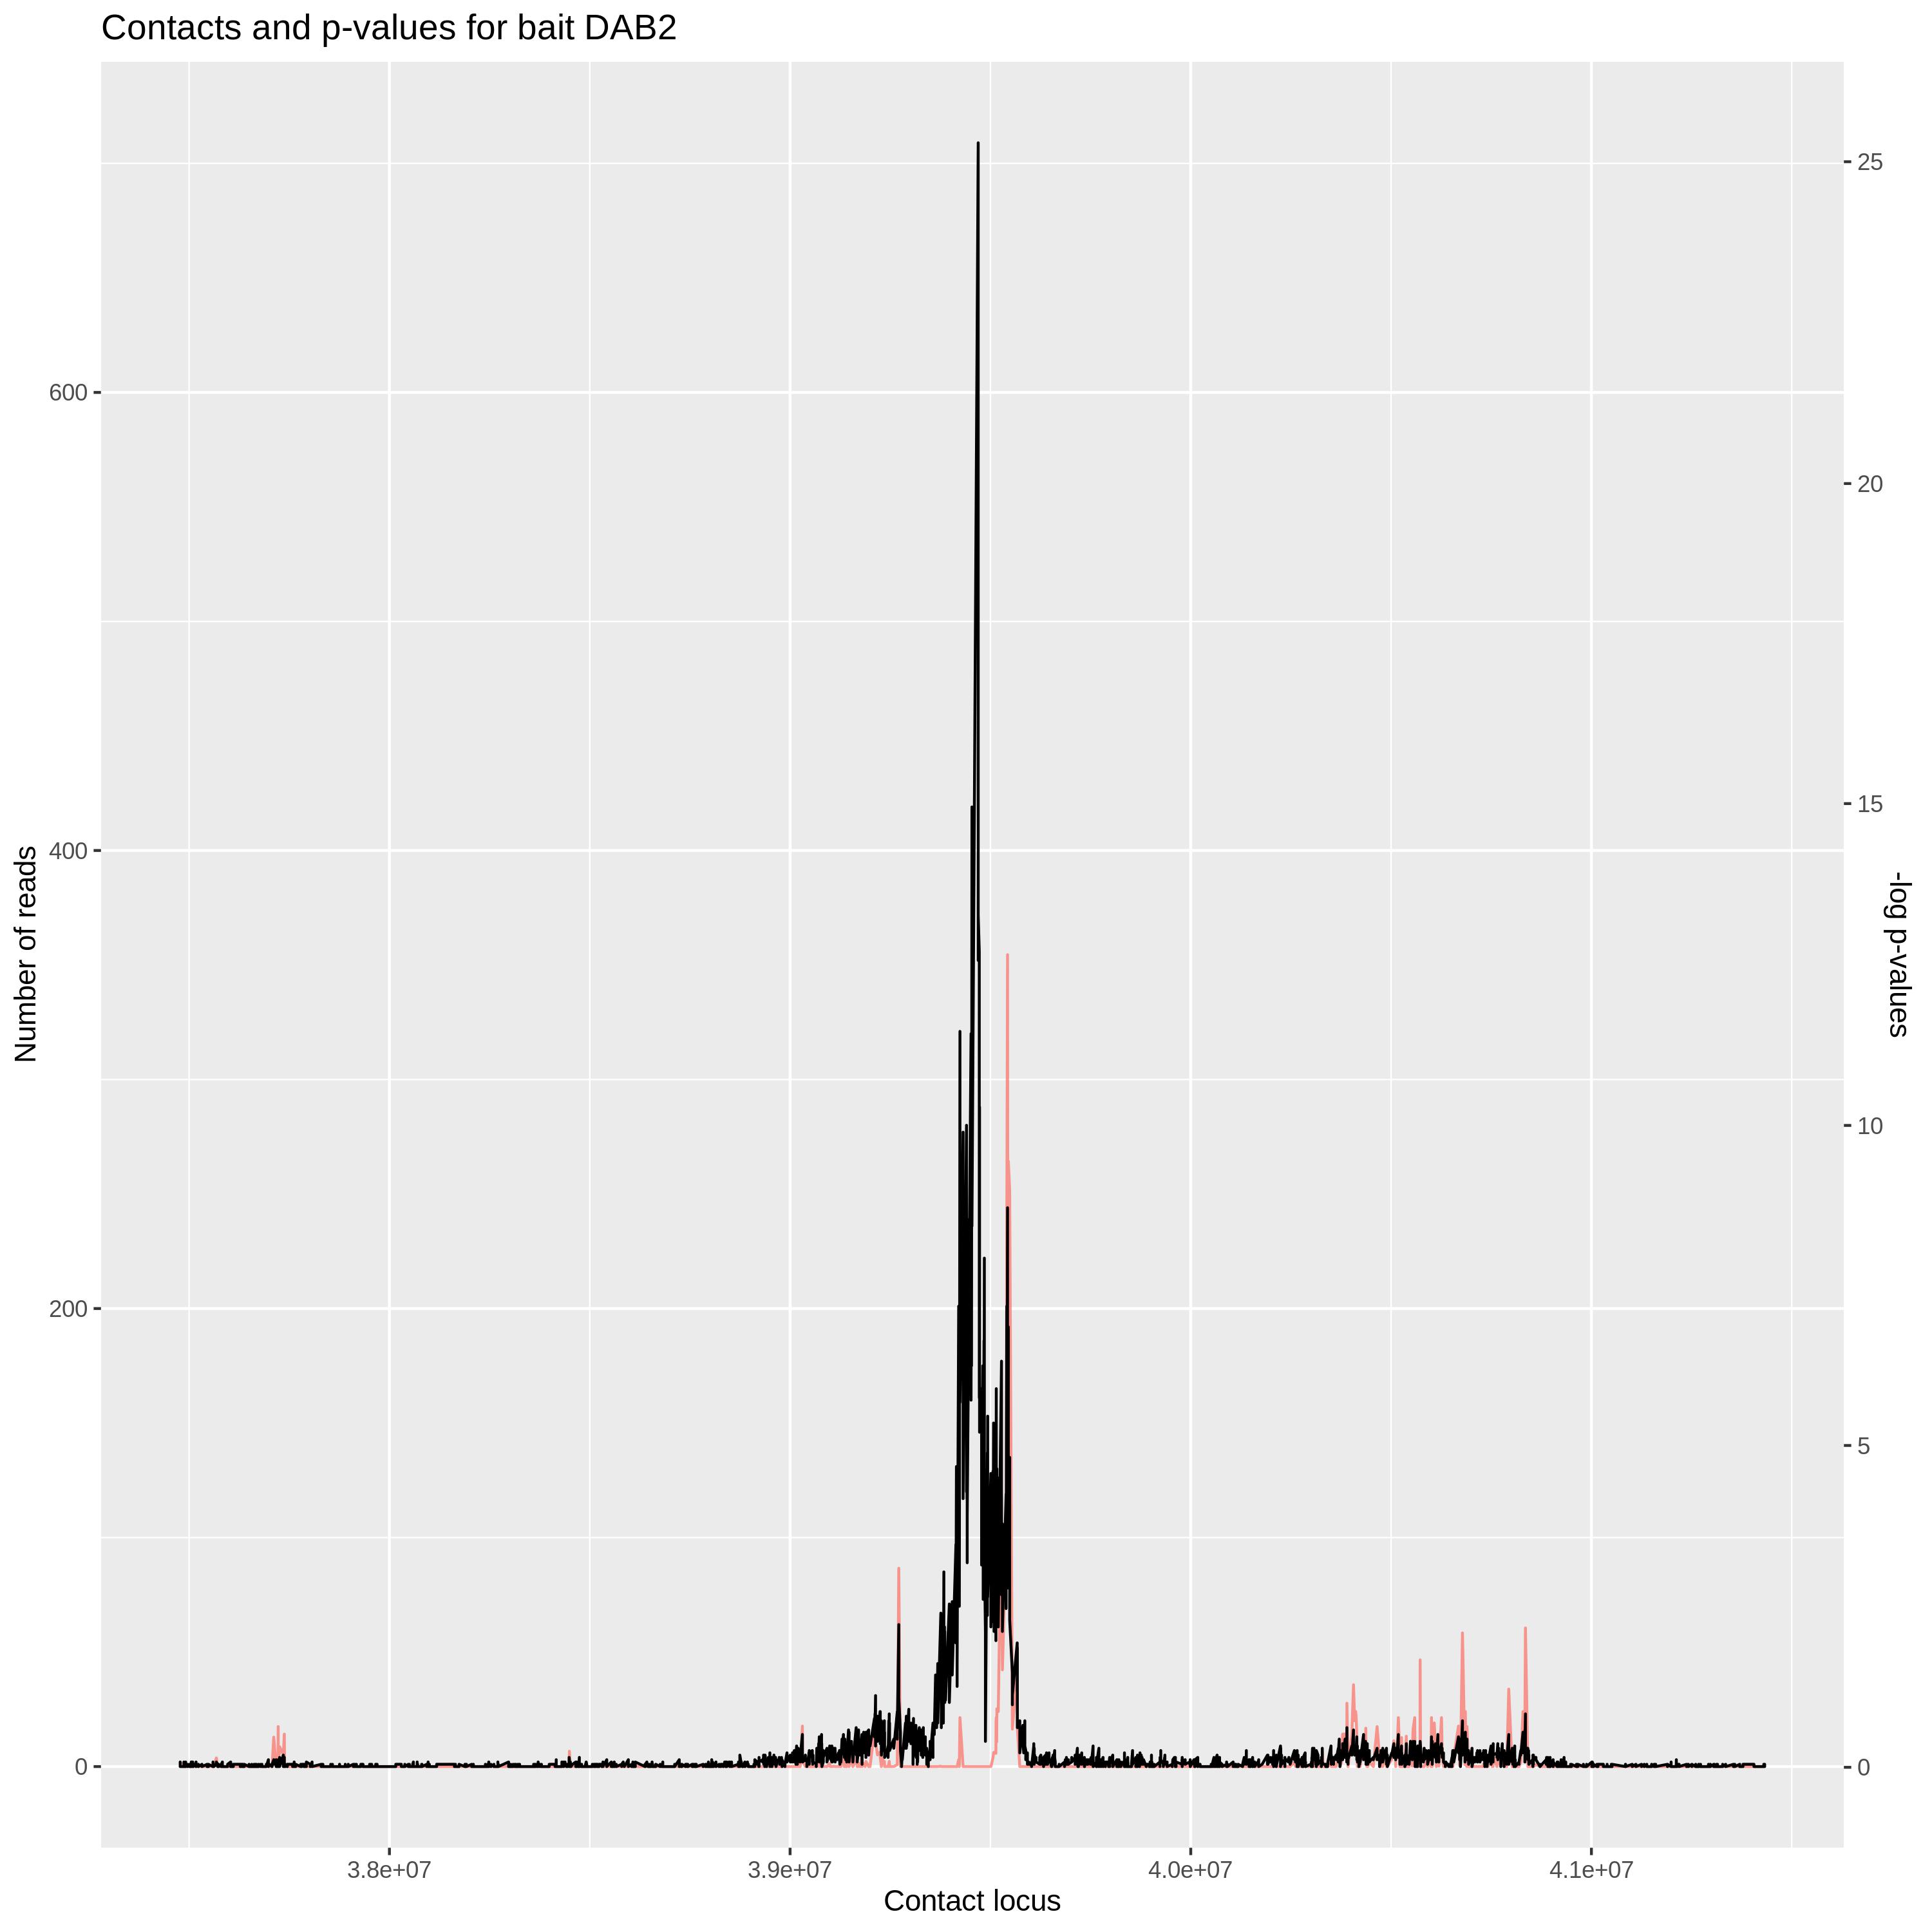 Contacts and p-values for bait DAB2
600
400
200
0
Number of reads
25
20
15
10
5
0
-log p-values
3.8e+07
3.9e+07
4.0e+07
4.1e+07
Contact locus